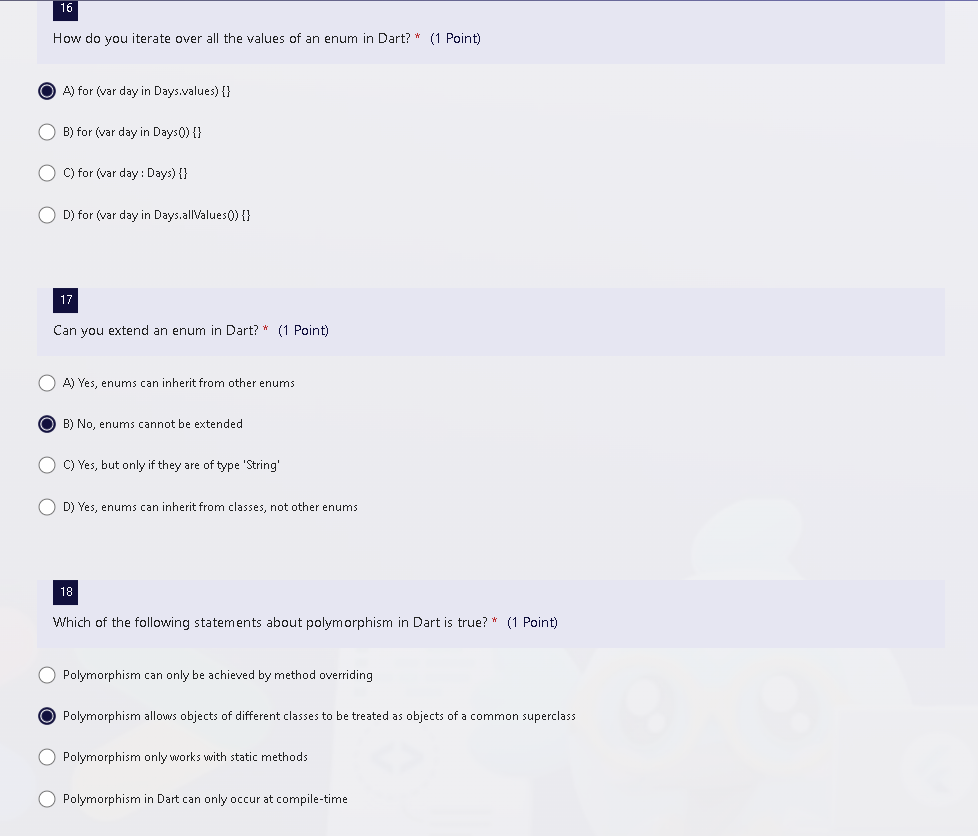 16
How do you iterate over all the values of an enum in Dart? * (1 Point)
A) for (var day in Days.values) {}
B) for (var day in Days()) {}
C) for (var day : Days) {}
D) for (var day in Days.allValues()) {}
17
Can you extend an enum in Dart? * (1 Point)
A) Yes, enums can inherit from other enums
B) No, enums cannot be extended
C) Yes, but only if they are of type 'String'
D) Yes, enums can inherit from classes, not other enums
18
Which of the following statements about polymorphism in Dart is true? * (1 Point)
Polymorphism can only be achieved by method overriding
Polymorphism allows objects of different classes to be treated as objects of a common superclass
Polymorphism only works with static methods
Polymorphism in Dart can only occur at compile-time